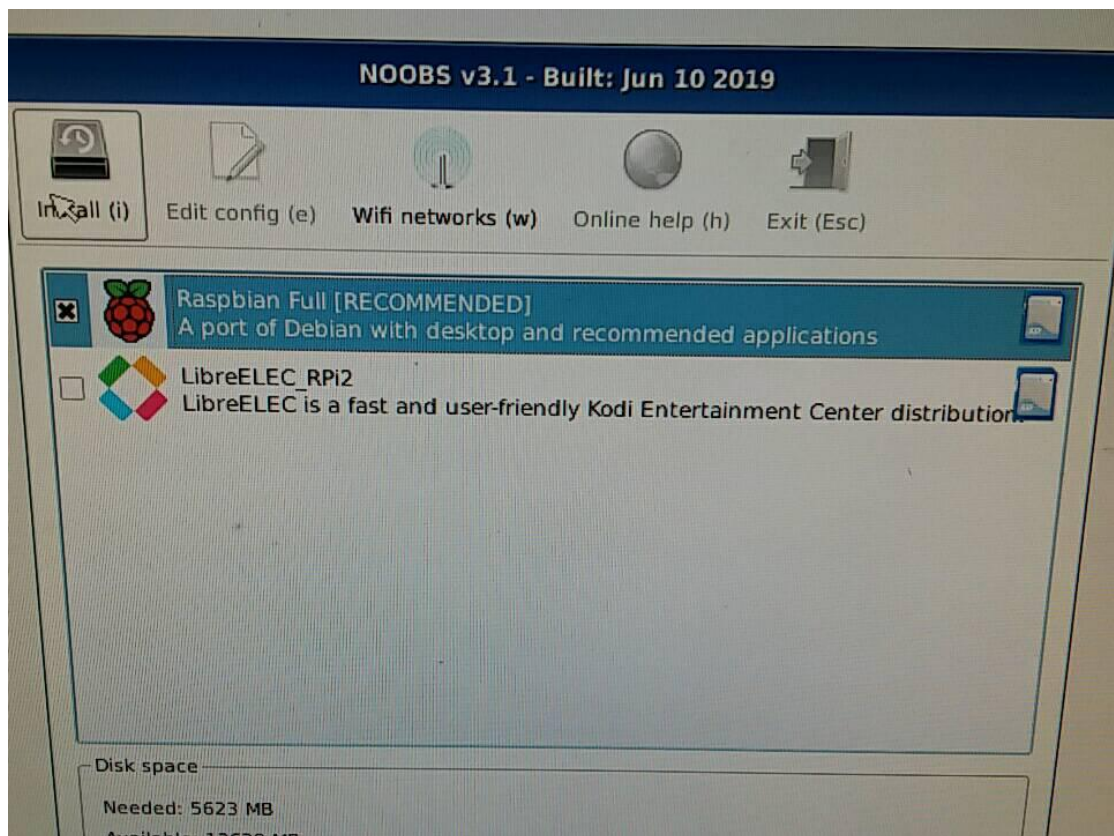 NOOBS v3.1 - Built: Jun 10 2019
Install (i)
Edit config (e)
Wifi networks (w)
Online help (h)
Exit (Esc)
Raspbian Full [RECOMMENDED]
A port of Debian with desktop and recommended applications
LibreELEC_RPi2
LibreELEC is a fast and user-friendly Kodi Entertainment Center distribution.
Disk space
Needed: 5623 MB